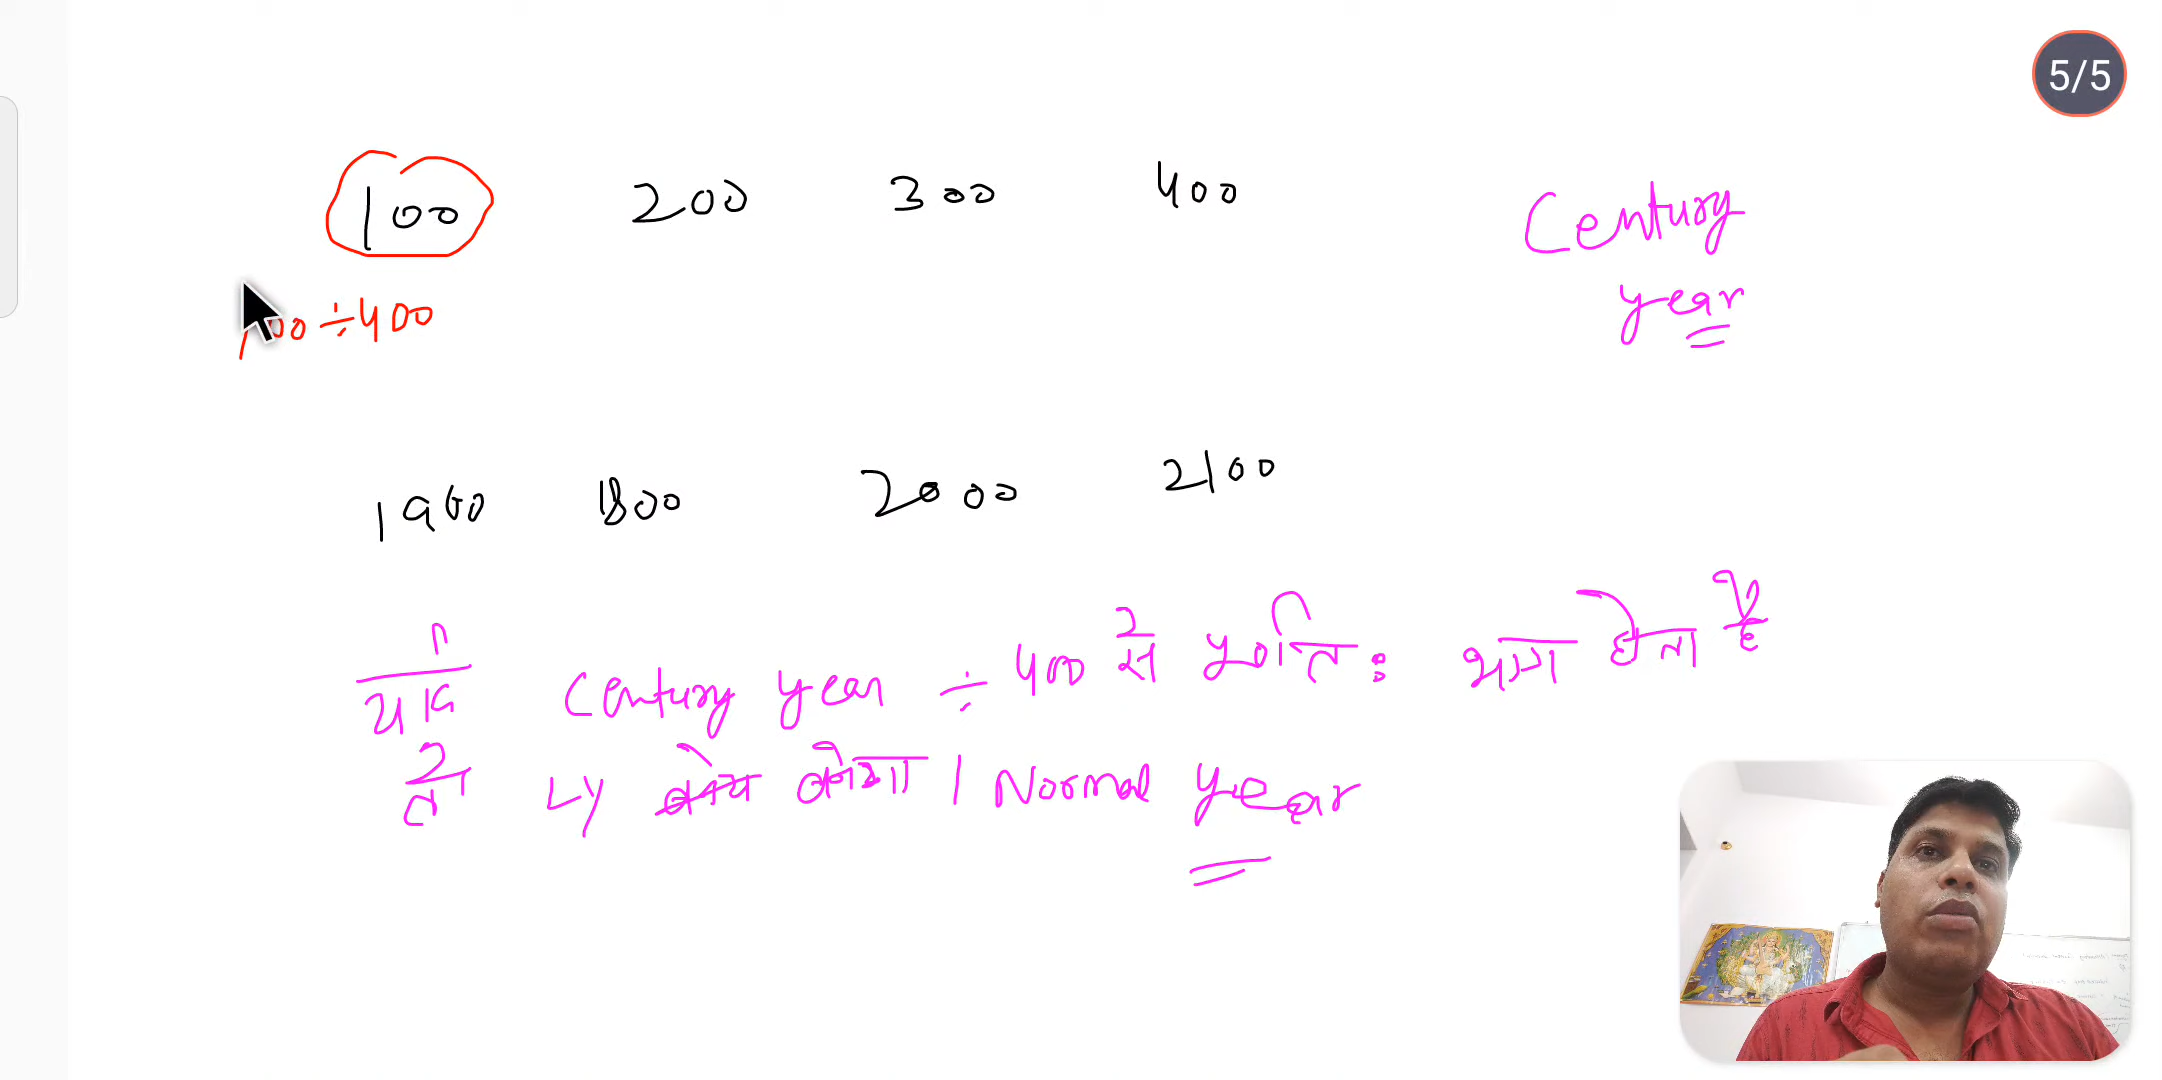 5/5
100 200 300 400 Century
year
100 ÷ 400
1900 1800 2000 2100
यदि Century year ÷ 400 से पूर्णतः भाग होता है
तो LY होगा | Normal year